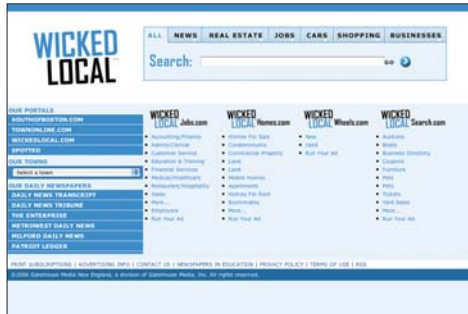 WICKED
LOCAL
ALL NEWS REAL ESTATE JOBS CARS SHOPPING BUSINESSES
Search: GO
OUR PORTALS
SOUTHOFBOSTON.COM
TOWNONLINE.COM
WICKEDLOCAL.COM
SPOTTED
OUR TOWNS
Select a town
OUR DAILY NEWSPAPERS
DAILY NEWS TRANSCRIPT
DAILY NEWS TRIBUNE
THE ENTERPRISE
METROWEST DAILY NEWS
MILFORD DAILY NEWS
PATRIOT LEDGER
WICKED
LOCAL Jobs.com
Accounting/Finance
Admin/Clerical
Customer Service
Education & Training
Financial Services
Medical/Healthcare
Restaurant/Hospitality
Sales
More...
Employers
Run Your Ad
WICKED
LOCAL Homes.com
Homes For Sale
Condominiums
Commercial Property
Land
Land
Mobile Homes
Apartments
Homes For Rent
Roommates
More...
Run Your Ad
WICKED
LOCAL Wheels.com
New
Used
Run Your Ad
WICKED
LOCAL Search.com
Auctions
Boats
Business Directory
Coupons
Furniture
Pets
Pets
Tickets
Yard Sales
More...
Run Your Ad
PRINT SUBSCRIPTIONS | ADVERTISING INFO | CONTACT US | NEWSPAPERS IN EDUCATION | PRIVACY POLICY | TERMS OF USE | RSS
©2006 GateHouse Media New England, a division of GateHouse Media, Inc. All rights reserved.